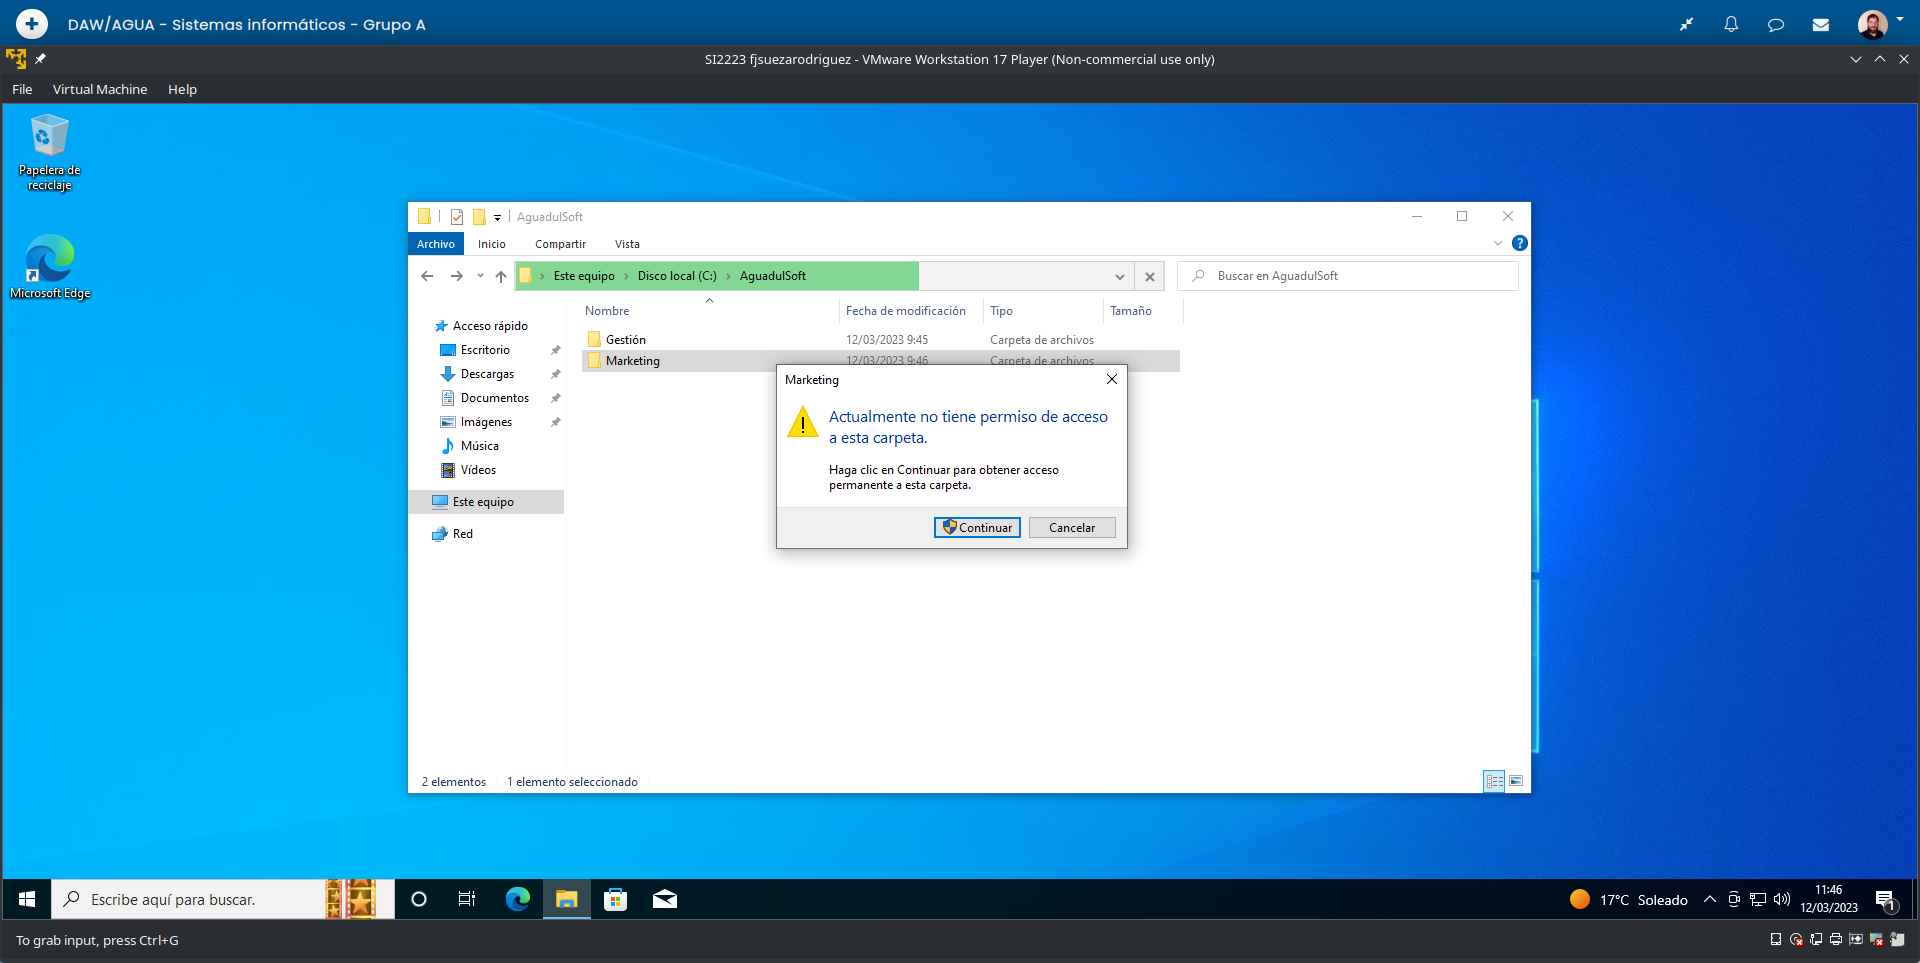 DAW/AGUA - Sistemas informáticos - Grupo A
SI2223 fjsuezarodriguez - VMware Workstation 17 Player (Non-commercial use only)
File Virtual Machine Help
Papelera de
reciclaje
Microsoft Edge
AguadulSoft
Archivo Inicio Compartir Vista
?
Este equipo > Disco local (C:) > AguadulSoft
Buscar en AguadulSoft
Nombre Fecha de modificación Tipo Tamaño
Acceso rápido
Escritorio
Descargas
Documentos
Imágenes
Música
Vídeos
Este equipo
Red
Gestión 12/03/2023 9:45 Carpeta de archivos
Marketing 12/03/2023 9:46 Carpeta de archivos
Marketing
Actualmente no tiene permiso de acceso
a esta carpeta.
Haga clic en Continuar para obtener acceso
permanente a esta carpeta.
Continuar Cancelar
2 elementos 1 elemento seleccionado
Escribe aquí para buscar.
17°C Soleado
11:46
12/03/2023
1
To grab input, press Ctrl+G